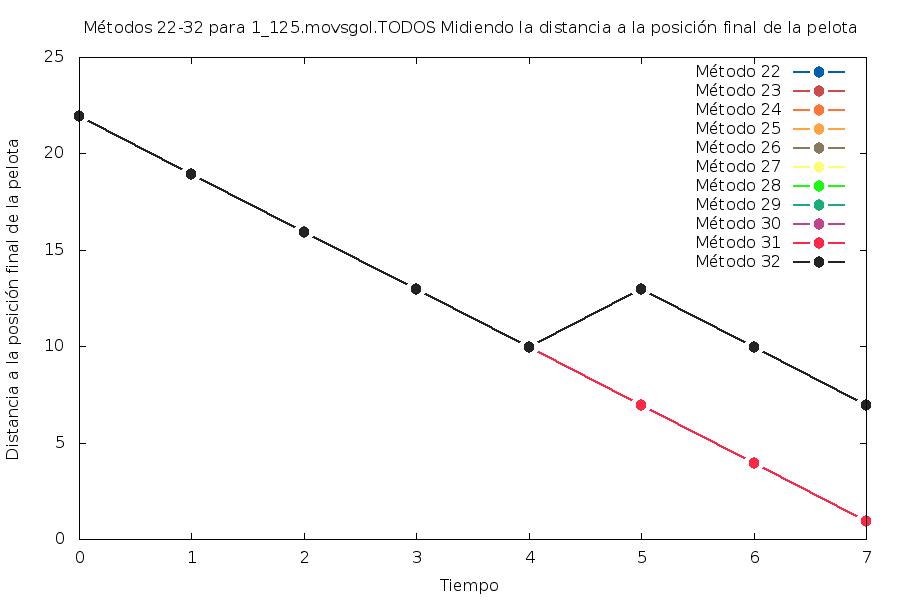 Métodos 22-32 para 1_125.movsgol.TODOS Midiendo la distancia a la posición final de la pelota
Distancia a la posición final de la pelota
25
20
15
10
5
0
Método 22
Método 23
Método 24
Método 25
Método 26
Método 27
Método 28
Método 29
Método 30
Método 31
Método 32
0 1 2 3 4 5 6 7
Tiempo